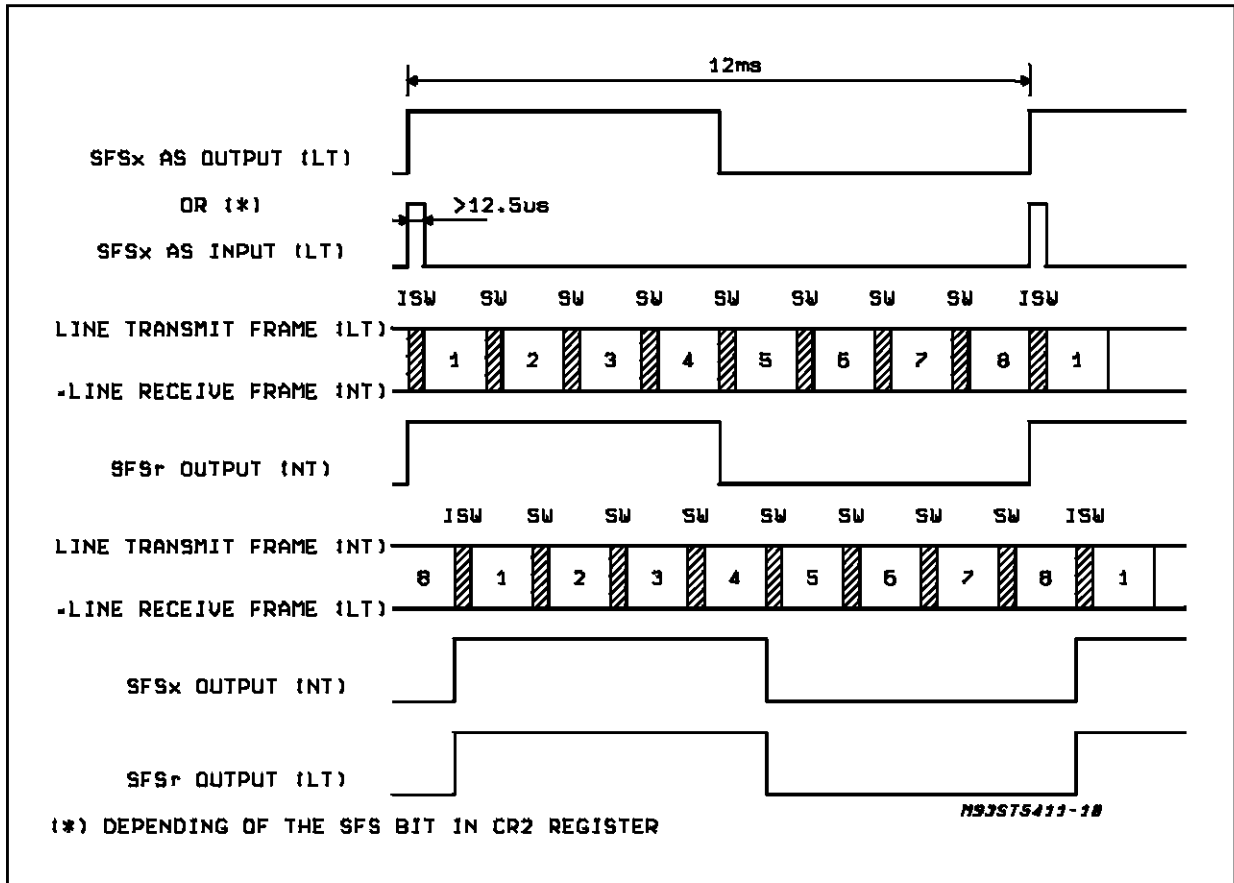 12ms
SFSx AS OUTPUT (LT)
OR (*)
>12.5us
SFSx AS INPUT (LT)
ISW SW SW SW SW SW SW SW ISW
LINE TRANSMIT FRAME (LT)
1 2 3 4 5 6 7 8 1
=LINE RECEIVE FRAME (NT)
SFSr OUTPUT (NT)
ISW SW SW SW SW SW SW SW ISW
LINE TRANSMIT FRAME (NT)
8 1 2 3 4 5 6 7 8 1
=LINE RECEIVE FRAME (LT)
SFSx OUTPUT (NT)
SFSr OUTPUT (LT)
M93ST5411-10
(*) DEPENDING OF THE SFS BIT IN CR2 REGISTER